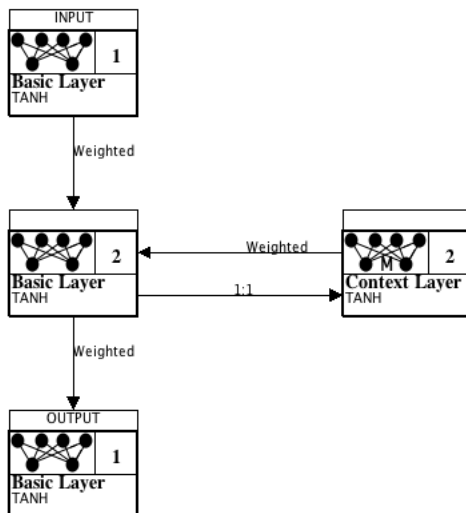 INPUT
1
Basic Layer
TANH
Weighted
2
Basic Layer
TANH
Weighted
1:1
M
2
Context Layer
TANH
Weighted
OUTPUT
1
Basic Layer
TANH